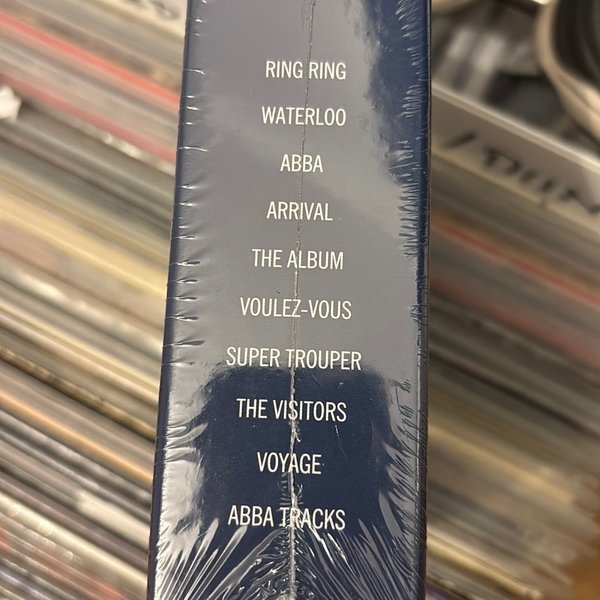 RING RING
WATERLOO
ABBA
ARRIVAL
THE ALBUM
VOULEZ-VOUS
SUPER TROUPER
THE VISITORS
VOYAGE
ABBA TRACKS